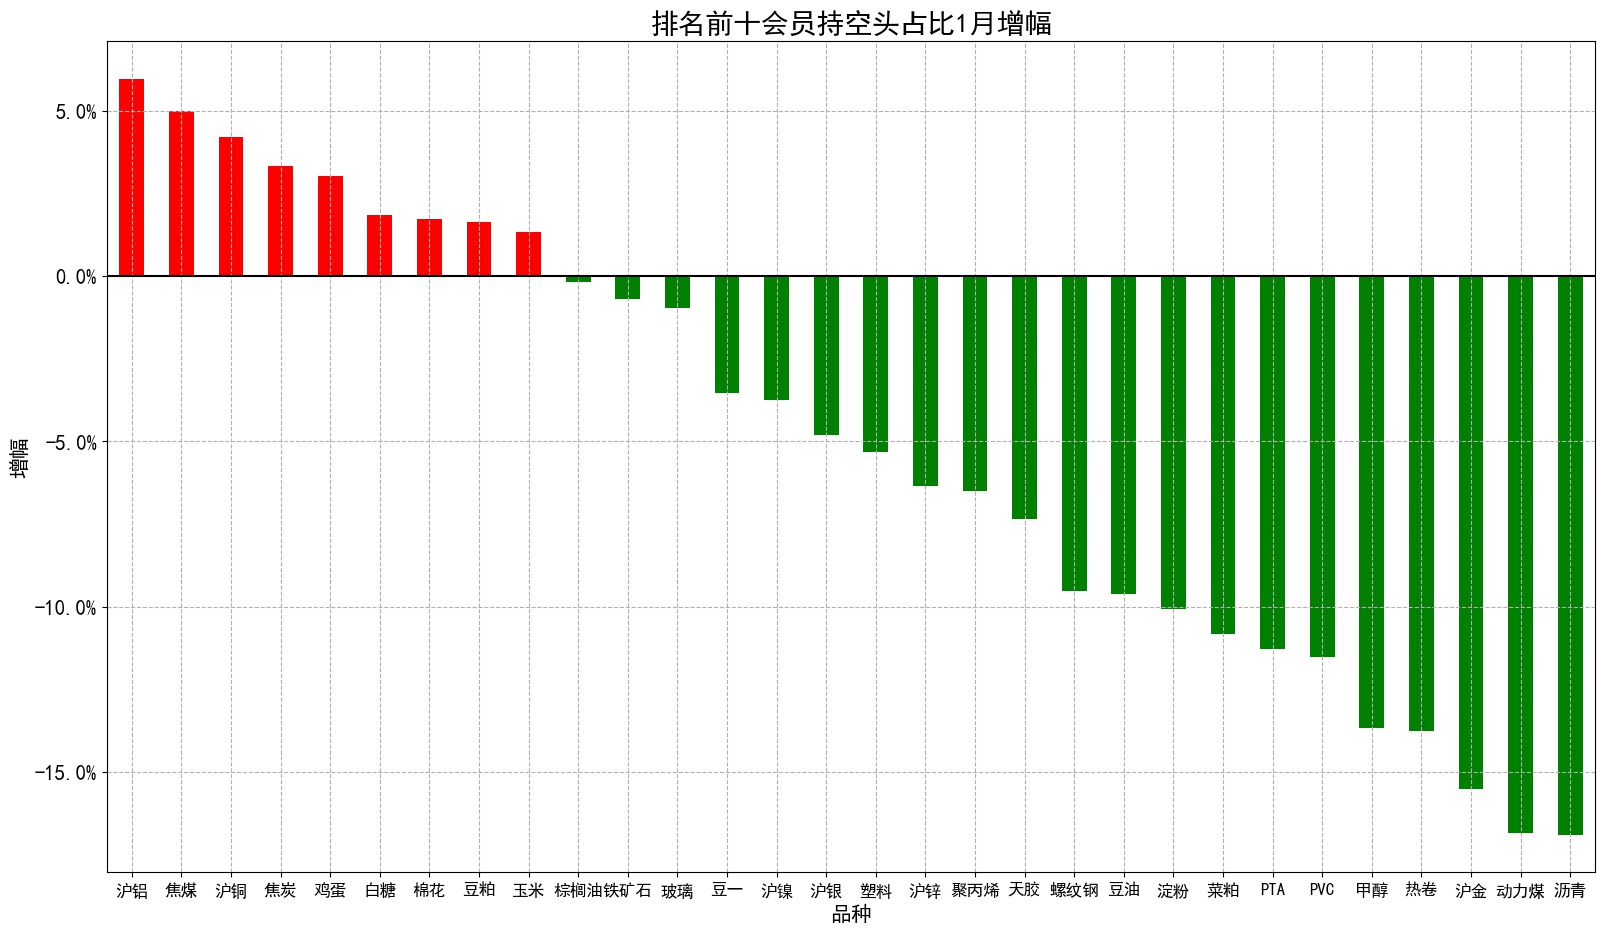 排名前十会员持空头占比1月增幅
5.0%
0.0%
-5.0%
-10.0%
-15.0%
增幅
沪铝 焦煤 沪铜 焦炭 鸡蛋 白糖 棉花 豆粕 玉米 棕榈油 铁矿石 玻璃 豆一 沪镍 沪银 塑料 沪锌 聚丙烯 天胶 螺纹钢 豆油 淀粉 菜粕 PTA PVC 甲醇 热卷 沪金 动力煤 沥青
品种